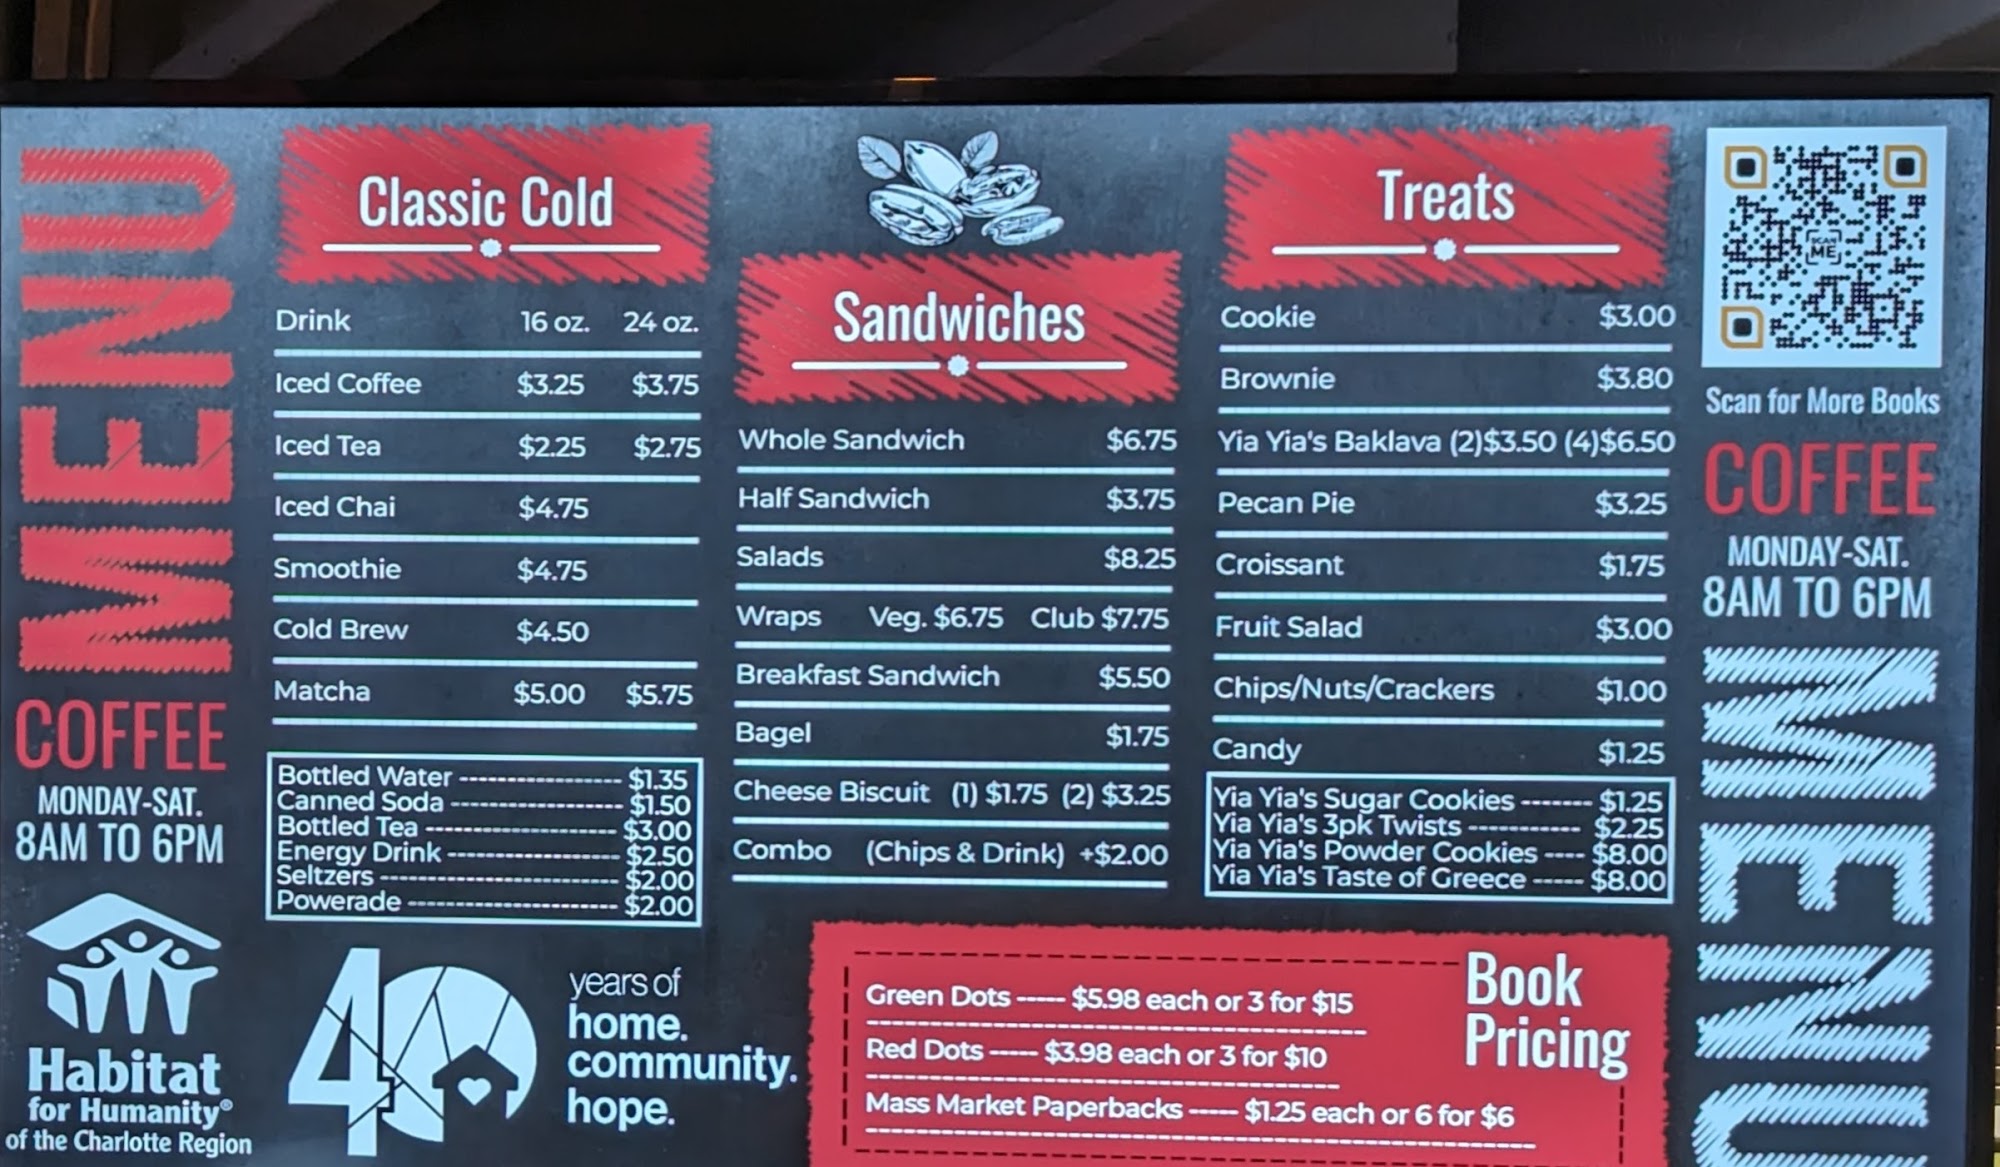 MENU
COFFEE
MONDAY-SAT.
8AM TO 6PM
Habitat
for Humanity®
of the Charlotte Region
Classic Cold
Drink 16 oz. 24 oz.
Iced Coffee $3.25 $3.75
Iced Tea $2.25 $2.75
Iced Chai $4.75
Smoothie $4.75
Cold Brew $4.50
Matcha $5.00 $5.75
Bottled Water ----------------- $1.35
Canned Soda ------------------ $1.50
Bottled Tea -------------------- $3.00
Energy Drink ------------------ $2.50
Seltzers ------------------------- $2.00
Powerade ---------------------- $2.00
40
years of
home.
community.
hope.
Sandwiches
Whole Sandwich $6.75
Half Sandwich $3.75
Salads $8.25
Wraps Veg. $6.75 Club $7.75
Breakfast Sandwich $5.50
Bagel $1.75
Cheese Biscuit (1) $1.75 (2) $3.25
Combo (Chips & Drink) +$2.00
Treats
Cookie $3.00
Brownie $3.80
Yia Yia's Baklava (2)$3.50 (4)$6.50
Pecan Pie $3.25
Croissant $1.75
Fruit Salad $3.00
Chips/Nuts/Crackers $1.00
Candy $1.25
Yia Yia's Sugar Cookies ------- $1.25
Yia Yia's 3pk Twists ----------- $2.25
Yia Yia's Powder Cookies ---- $8.00
Yia Yia's Taste of Greece ----- $8.00
Book
Pricing
Green Dots ----- $5.98 each or 3 for $15
Red Dots ----- $3.98 each or 3 for $10
Mass Market Paperbacks ----- $1.25 each or 6 for $6
SCAN
ME
Scan for More Books
COFFEE
MONDAY-SAT.
8AM TO 6PM
MENU